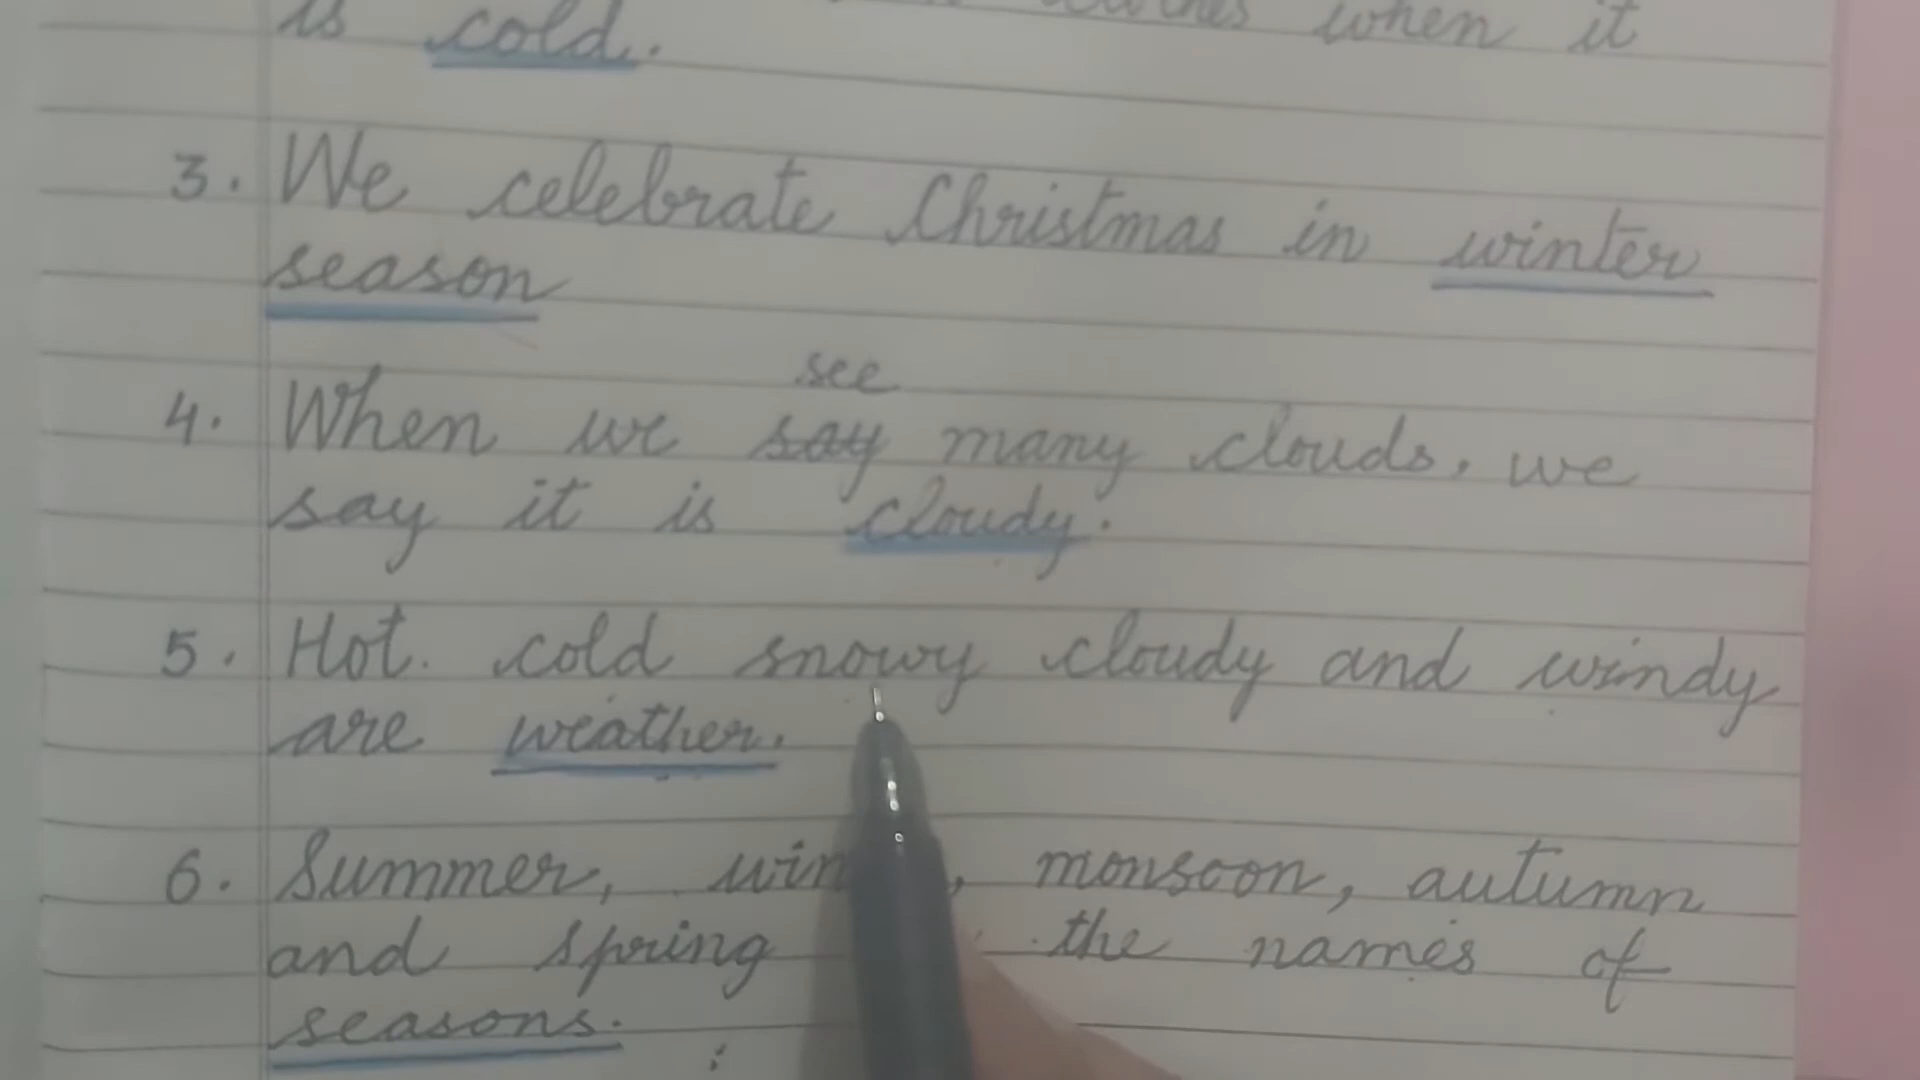 when it
is cold.
3. We celebrate Christmas in winter
season
see
4. When we say many clouds, we
say it is cloudy.
5. Hot. cold snowy cloudy and windy
are weather.
6. Summer, , monsoon, autumn
and spring the names of
seasons.